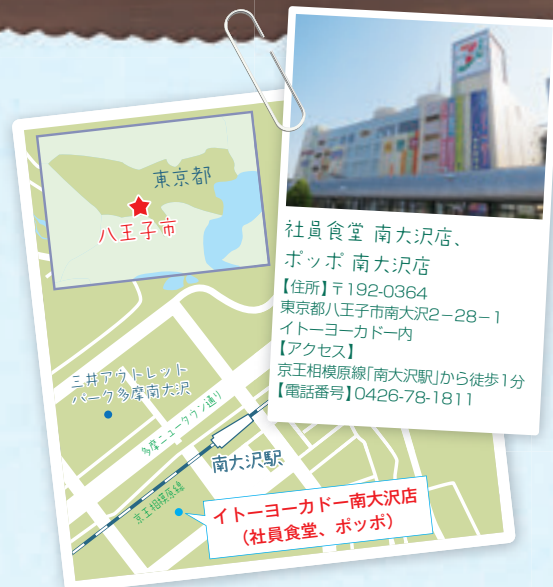 東京都
八王子市
三井アウトレット
パーク多摩南大沢
多摩ニュータウン通り
南大沢駅
京王相模原線
イトーヨーカドー南大沢店
(社員食堂、ポッポ)
社員食堂 南大沢店、
ポッポ 南大沢店
【住所】〒192-0364
東京都八王子市南大沢2−28−1
イトーヨーカドー内
【アクセス】
京王相模原線「南大沢駅」から徒歩1分
【電話番号】0426-78-1811